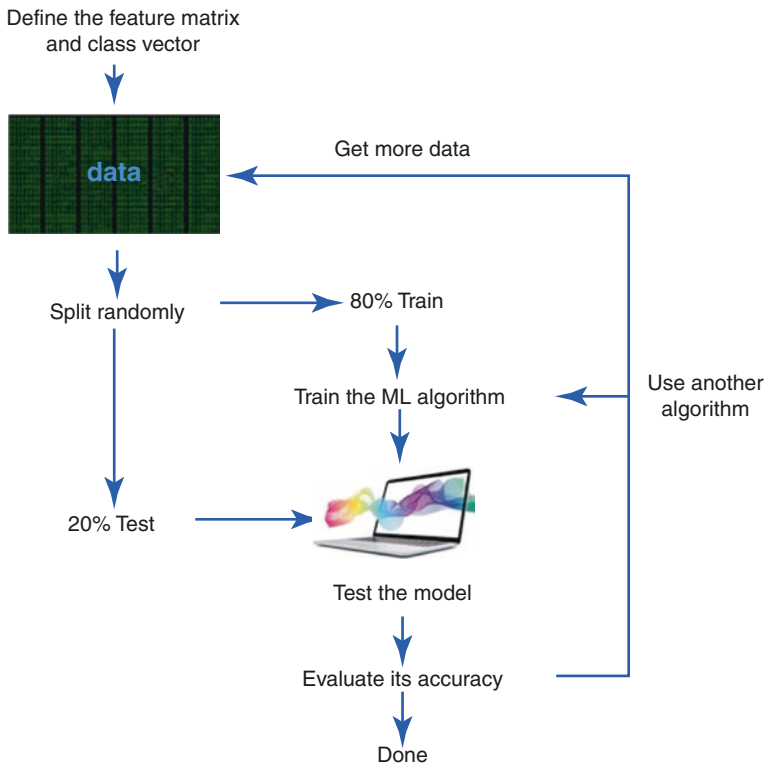 Define the feature matrix
and class vector
data
Get more data
Split randomly
80% Train
Train the ML algorithm
Use another
algorithm
20% Test
Test the model
Evaluate its accuracy
Done